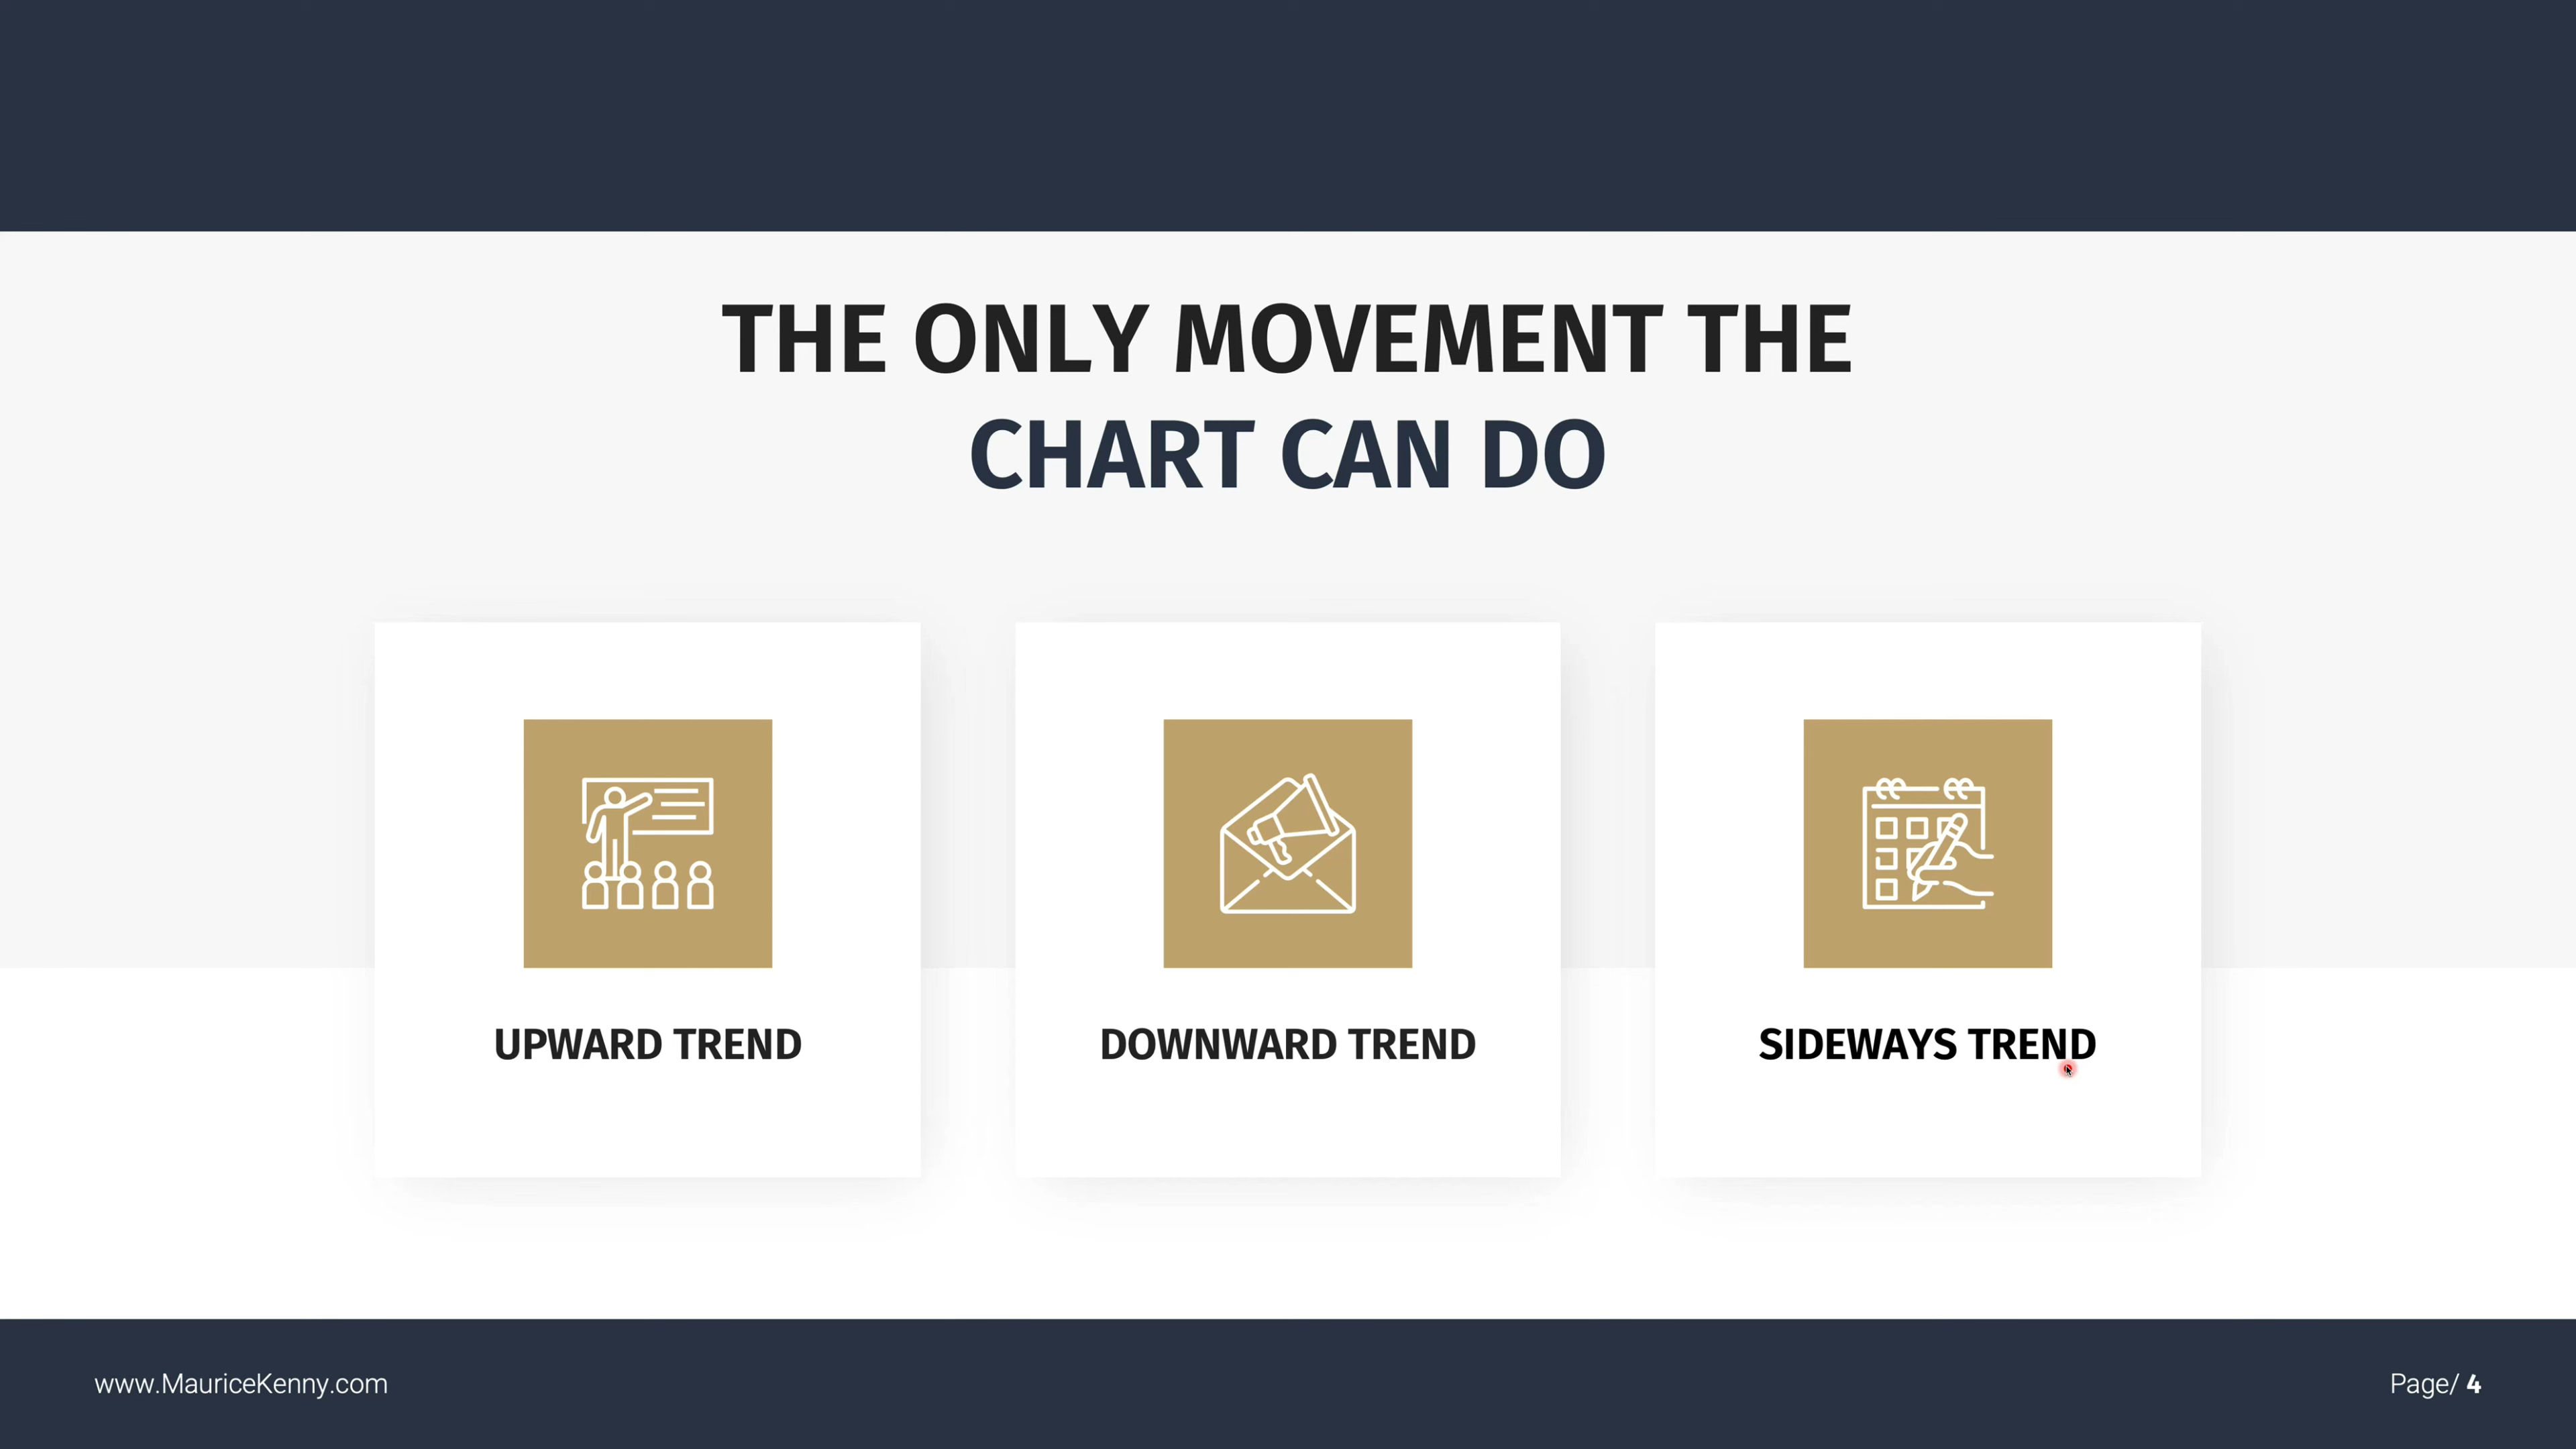 THE ONLY MOVEMENT THE
CHART CAN DO
UPWARD TREND
DOWNWARD TREND
SIDEWAYS TREND
www.MauriceKenny.com
Page/ 4